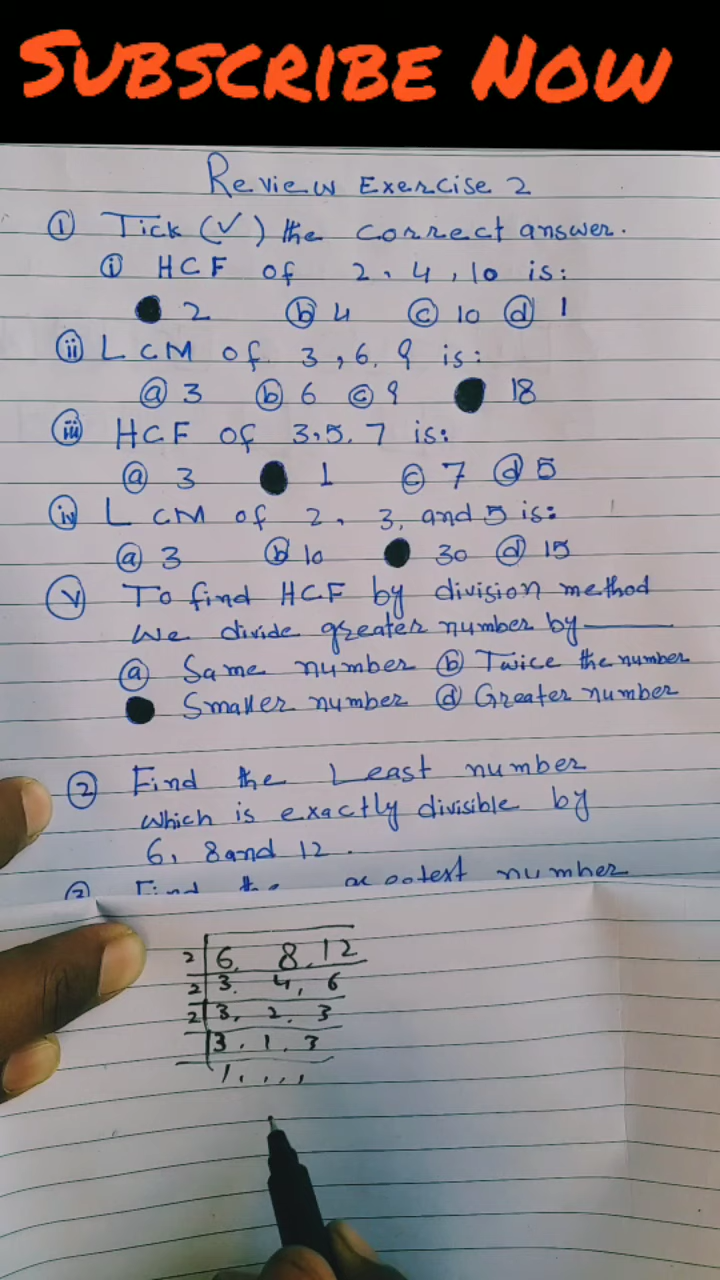 SUBSCRIBE NOW
Review Exercise 2
① Tick (✓) the correct answer.
ⓘ HCF of 2, 4, 10 is:
2 ⓑ 4 ⓒ 10 ⓓ 1
ⓘⓘ LCM of 3, 6, 9 is:
ⓐ 3 ⓑ 6 ⓒ 9 18
ⓘⓘⓘ HCF of 3,5,7 is:
ⓐ 3 1 ⓒ 7 ⓓ 5
ⓘⓥ LCM of 2, 3, and 5 is:
ⓐ 3 ⓑ 10 30 ⓓ 15
ⓥ To find HCF by division method
we divide greater number by ———
ⓐ Same number ⓑ Twice the number
Smaller number ⓓ Greater number
② Find the Least number
which is exactly divisible by
6, 8 and 12.
Find the number
2 6, 8, 12
2 3, 4, 6
2 3, 2, 3
3, 1, 3
1, , ,